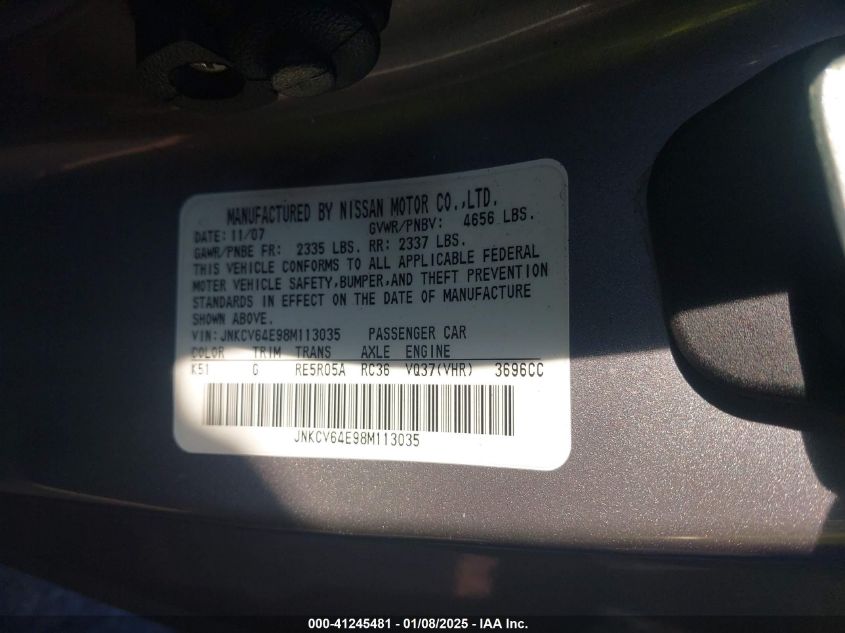 MANUFACTURED BY NISSAN MOTOR CO.,LTD.
DATE: 11/07 GVWR/PNBV: 4656 LBS.
GAWR/PNBE FR: 2335 LBS. RR: 2337 LBS.
THIS VEHICLE CONFORMS TO ALL APPLICABLE FEDERAL
MOTOR VEHICLE SAFETY,BUMPER,AND THEFT PREVENTION
STANDARDS IN EFFECT ON THE DATE OF MANUFACTURE
SHOWN ABOVE.
VIN: JNKCV64E98M113035 PASSENGER CAR
COLOR TRIM TRANS AXLE ENGINE
K51 G RE5R05A RC36 VQ37(VHR) 3696CC
JNKCV64E98M113035
000-41245481 - 01/08/2025 - IAA Inc.